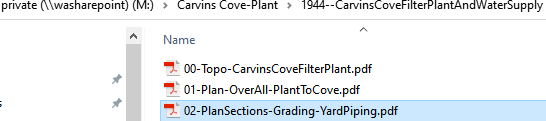 private (\\washarepoint) (M:) > Carvins Cove-Plant > 1944--CarvinsCoveFilterPlantAndWaterSupply
Name
00-Topo-CarvinsCoveFilterPlant.pdf
01-Plan-OverAll-PlantToCove.pdf
02-PlanSections-Grading-YardPiping.pdf